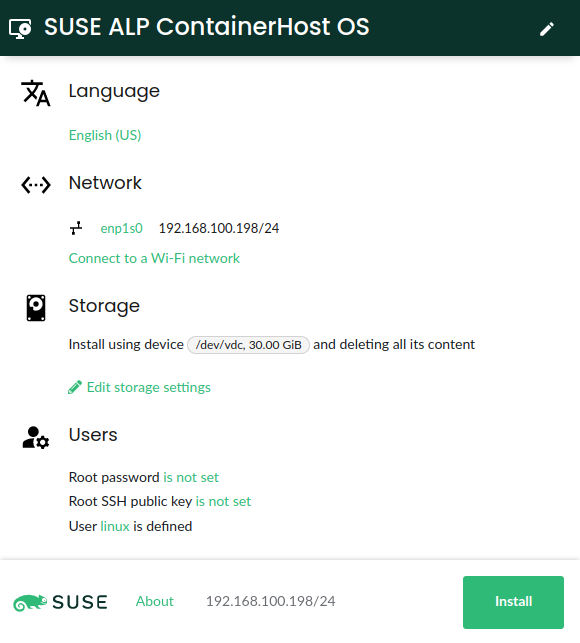 SUSE ALP ContainerHost OS
Language
English (US)
Network
enp1s0 192.168.100.198/24
Connect to a Wi-Fi network
Storage
Install using device /dev/vdc, 30.00 GiB and deleting all its content
Edit storage settings
Users
Root password is not set
Root SSH public key is not set
User linux is defined
SUSE About 192.168.100.198/24 Install